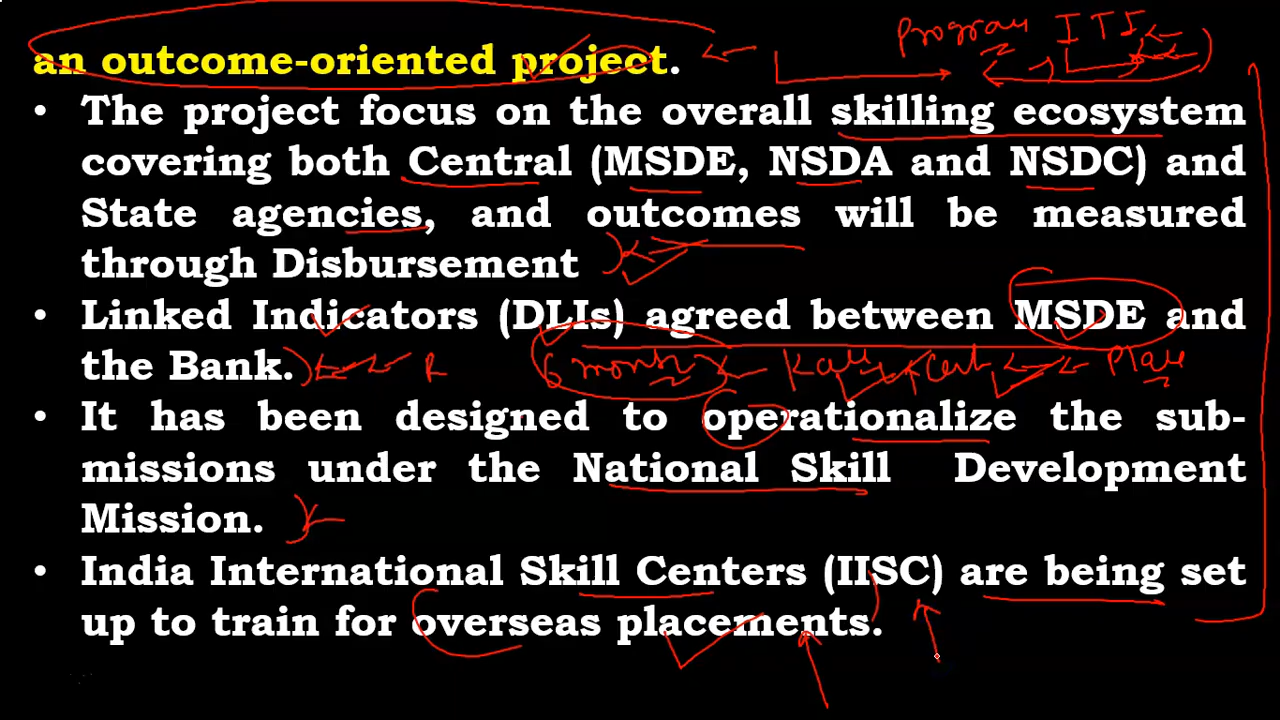 Program ITI
an outcome-oriented project.
• The project focus on the overall skilling ecosystem
covering both Central (MSDE, NSDA and NSDC) and
State agencies, and outcomes will be measured
through Disbursement
• Linked Indicators (DLIs) agreed between MSDE and
the Bank.
6 months
• It has been designed to operationalize the sub-
missions under the National Skill Development
Mission.
• India International Skill Centers (IISC) are being set
up to train for overseas placements.